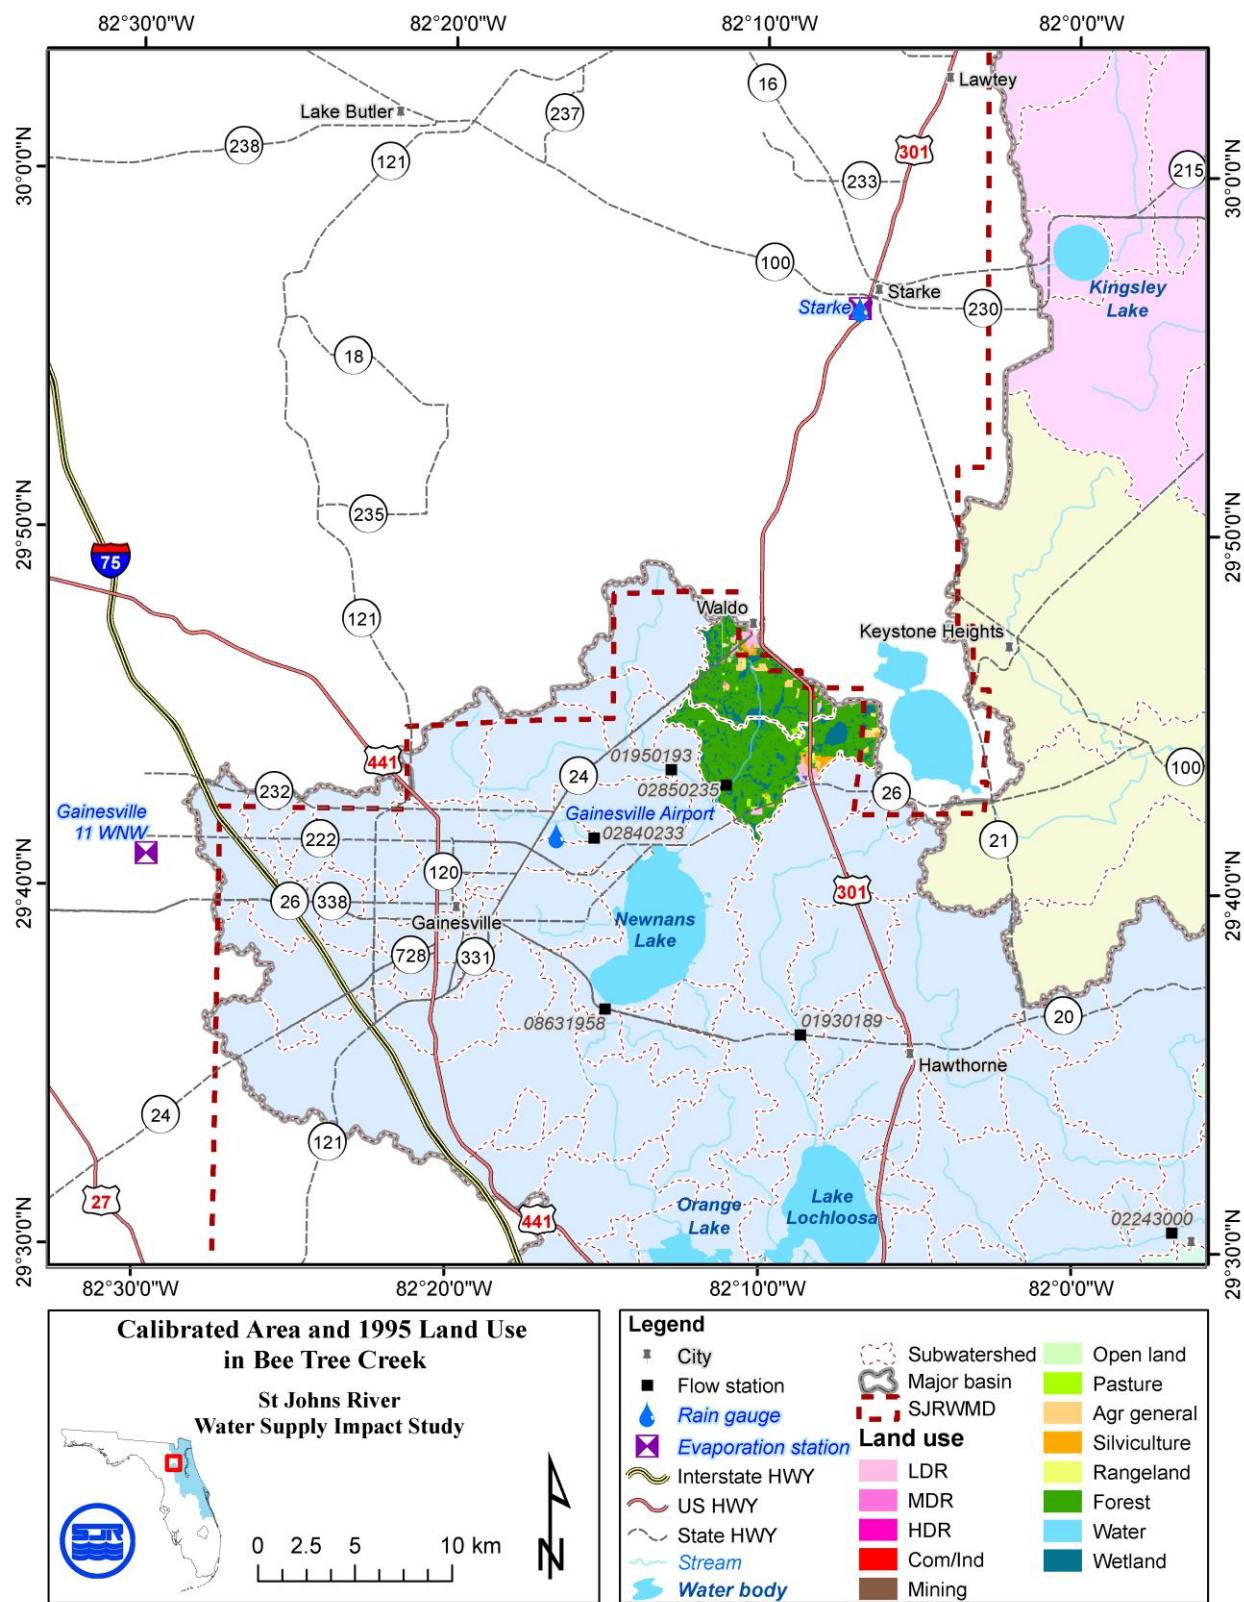 82°30'0"W 82°20'0"W 82°10'0"W 82°0'0"W
Lawtey
16
Lake Butler
237
238
121
301
30°0'0"N
30°0'0"N
233
215
100
Kingsley
Lake
Starke
Starke
230
18
235
29°50'0"N
29°50'0"N
75
121
Waldo
Keystone Heights
441
01950193
24
02850235
100
232
26
Gainesville
11 WNW
Gainesville Airport
02840233
222
21
120
29°40'0"N
29°40'0"N
26
338
301
Gainesville
Newnans
Lake
728
331
08631958
01930189
20
Hawthorne
24
121
27
441
Orange
Lake
Lake
Lochloosa
02243000
29°30'0"N
29°30'0"N
82°30'0"W 82°20'0"W 82°10'0"W 82°0'0"W
Calibrated Area and 1995 Land Use
in Bee Tree Creek
St Johns River
Water Supply Impact Study
SJR
0 2.5 5 10 km
N
Legend
City
Flow station
Rain gauge
Evaporation station
Interstate HWY
US HWY
State HWY
Stream
Water body
Subwatershed
Major basin
SJRWMD
Land use
LDR
MDR
HDR
Com/Ind
Mining
Open land
Pasture
Agr general
Silviculture
Rangeland
Forest
Water
Wetland